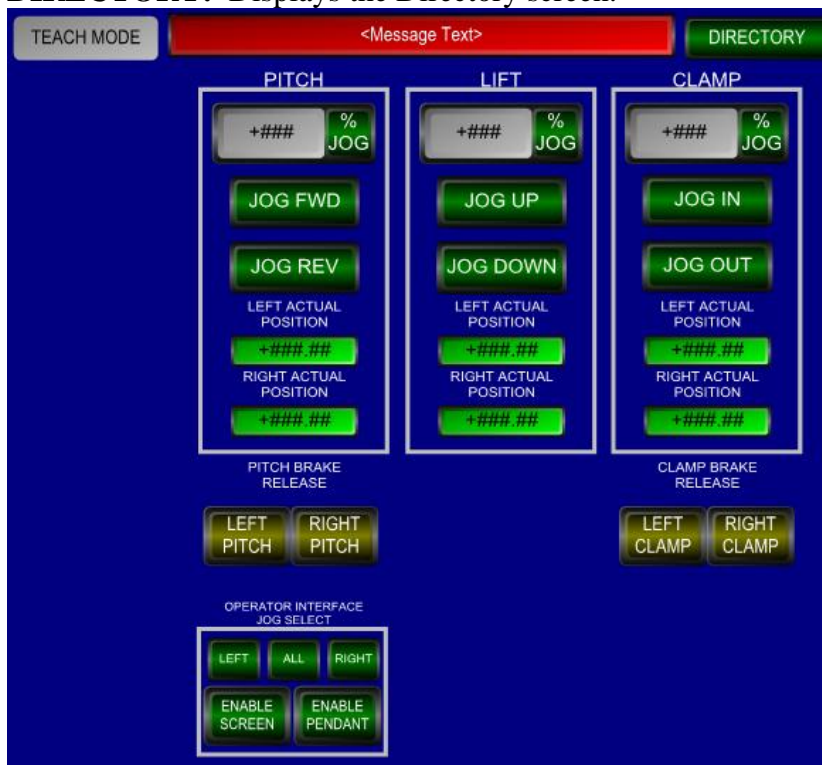 DIRECTORY: Displays the Directory screen.
TEACH MODE
<Message Text>
DIRECTORY
PITCH
+###
%
JOG
JOG FWD
JOG REV
LEFT ACTUAL
POSITION
+###.##
RIGHT ACTUAL
POSITION
+###.##
LIFT
+###
%
JOG
JOG UP
JOG DOWN
LEFT ACTUAL
POSITION
+###.##
RIGHT ACTUAL
POSITION
+###.##
CLAMP
+###
%
JOG
JOG IN
JOG OUT
LEFT ACTUAL
POSITION
+###.##
RIGHT ACTUAL
POSITION
+###.##
PITCH BRAKE
RELEASE
LEFT
PITCH
RIGHT
PITCH
CLAMP BRAKE
RELEASE
LEFT
CLAMP
RIGHT
CLAMP
OPERATOR INTERFACE
JOG SELECT
LEFT
ALL
RIGHT
ENABLE
SCREEN
ENABLE
PENDANT